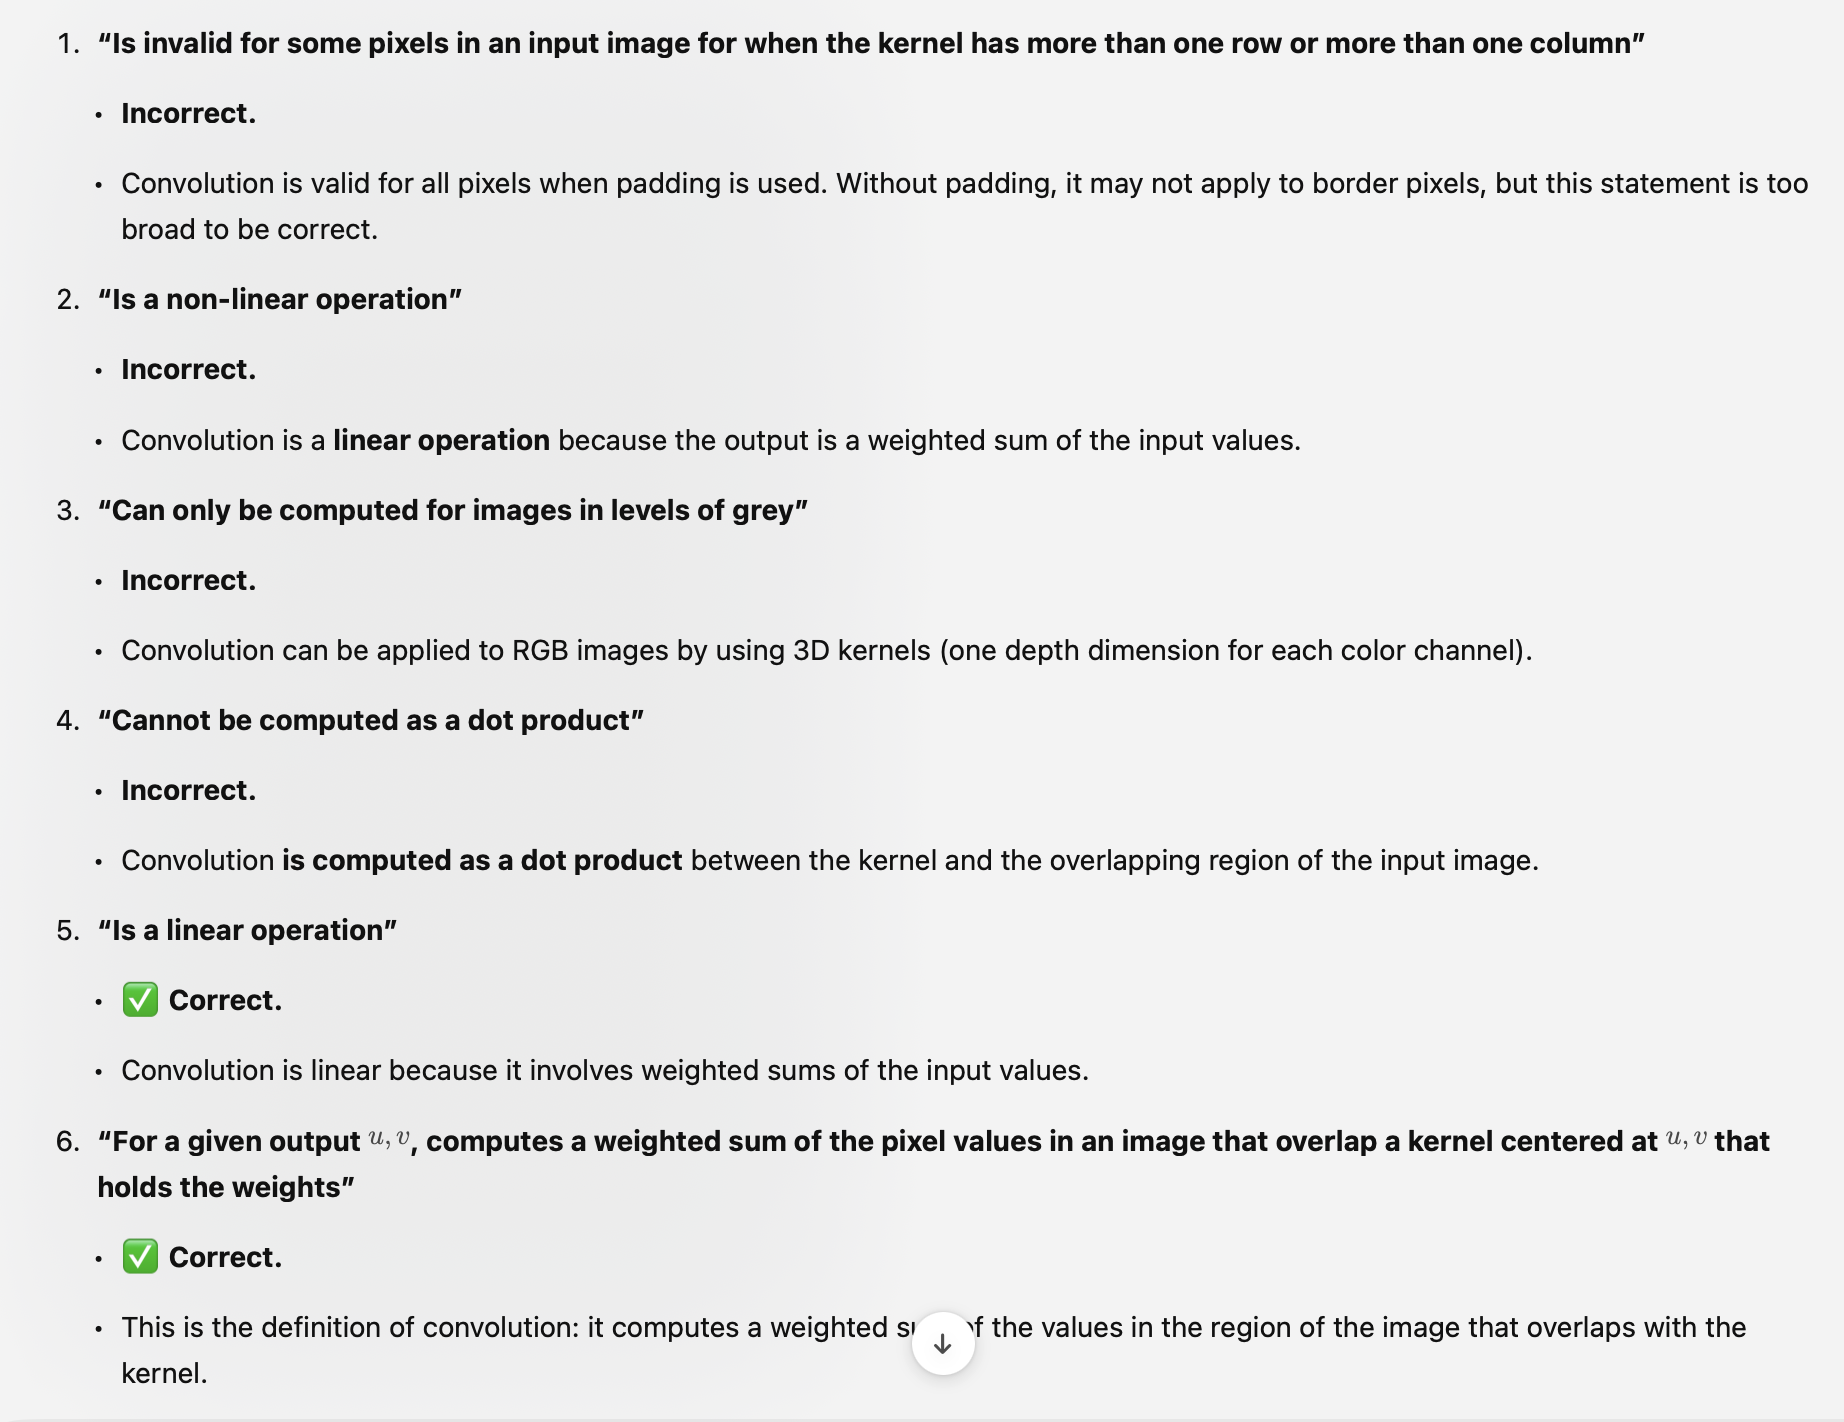 1. “Is invalid for some pixels in an input image for when the kernel has more than one row or more than one column”
• Incorrect.
• Convolution is valid for all pixels when padding is used. Without padding, it may not apply to border pixels, but this statement is too
broad to be correct.
2. “Is a non-linear operation”
• Incorrect.
• Convolution is a linear operation because the output is a weighted sum of the input values.
3. “Can only be computed for images in levels of grey”
• Incorrect.
• Convolution can be applied to RGB images by using 3D kernels (one depth dimension for each color channel).
4. “Cannot be computed as a dot product”
• Incorrect.
• Convolution is computed as a dot product between the kernel and the overlapping region of the input image.
5. “Is a linear operation”
• ✅ Correct.
• Convolution is linear because it involves weighted sums of the input values.
6. “For a given output u, v, computes a weighted sum of the pixel values in an image that overlap a kernel centered at u, v that
holds the weights”
• ✅ Correct.
• This is the definition of convolution: it computes a weighted the values in the region of the image that overlaps with the
kernel.